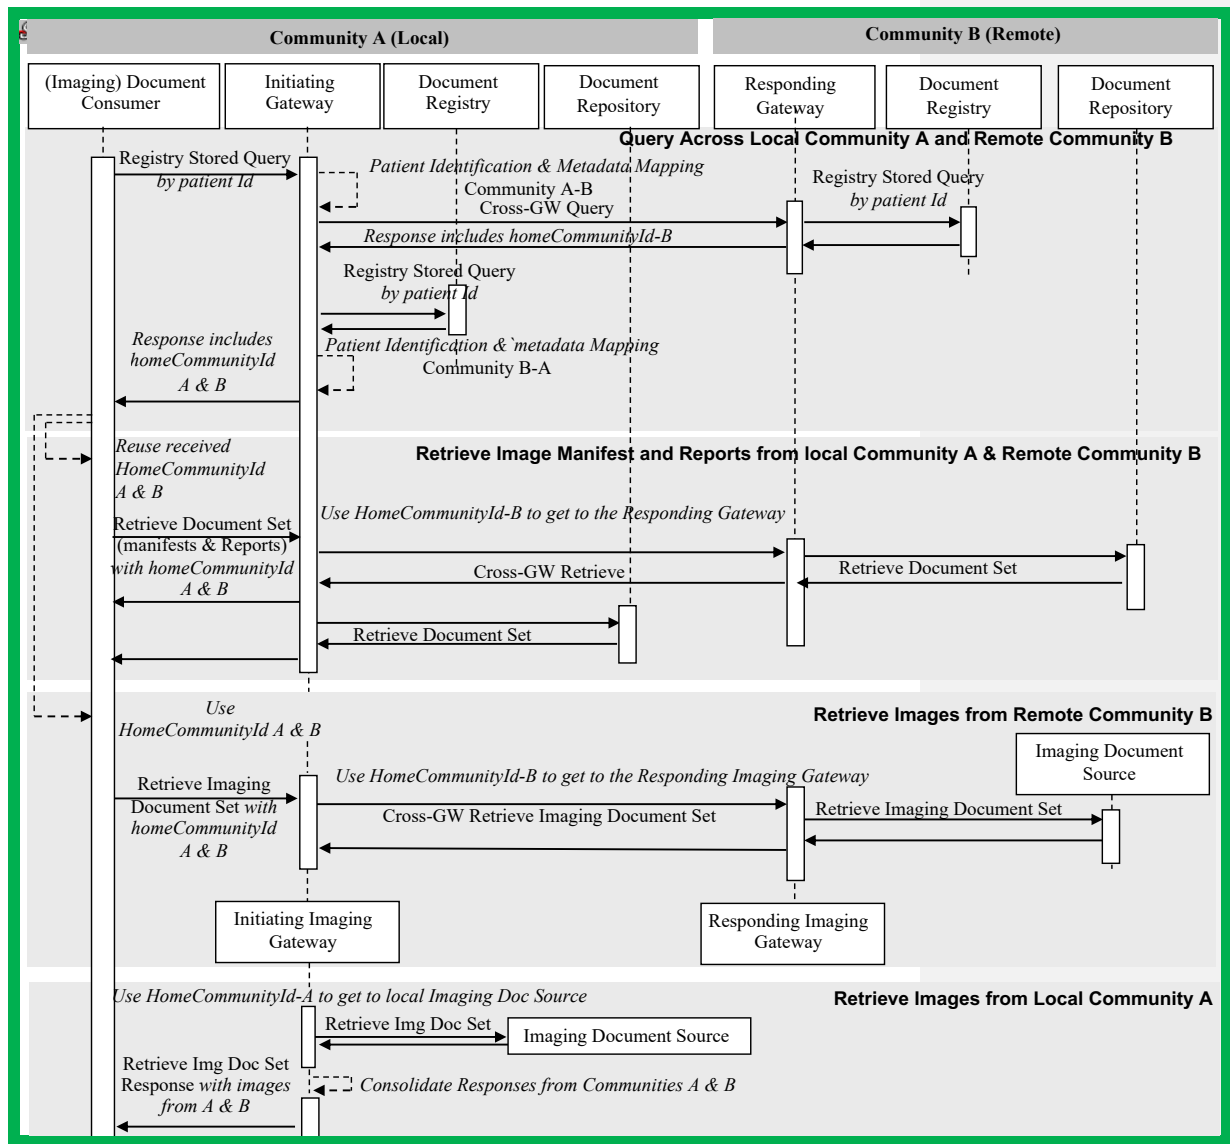 Community A (Local)
Community B (Remote)
(Imaging) Document
Consumer
Initiating
Gateway
Document
Registry
Document
Repository
Responding
Gateway
Document
Registry
Document
Repository
Query Across Local Community A and Remote Community B
Registry Stored Query
by patient Id
Patient Identification & Metadata Mapping
Community A-B
Cross-GW Query
Registry Stored Query
by patient Id
Response includes homeCommunityId-B
Registry Stored Query
by patient Id
Response includes
homeCommunityId
A & B
Patient Identification &`metadata Mapping
Community B-A
Reuse received
HomeCommunityId
A & B
Retrieve Image Manifest and Reports from local Community A & Remote Community B
Retrieve Document Set
(manifests & Reports)
with homeCommunityId
A & B
Use HomeCommunityId-B to get to the Responding Gateway
Cross-GW Retrieve
Retrieve Document Set
Retrieve Document Set
Use
HomeCommunityId A & B
Retrieve Images from Remote Community B
Imaging Document
Source
Retrieve Imaging
Document Set with
homeCommunityId
A & B
Use HomeCommunityId-B to get to the Responding Imaging Gateway
Cross-GW Retrieve Imaging Document Set
Retrieve Imaging Document Set
Initiating Imaging
Gateway
Responding Imaging
Gateway
Use HomeCommunityId-A to get to local Imaging Doc Source
Retrieve Images from Local Community A
Retrieve Img Doc Set
Imaging Document Source
Retrieve Img Doc Set
Response with images
from A & B
Consolidate Responses from Communities A & B